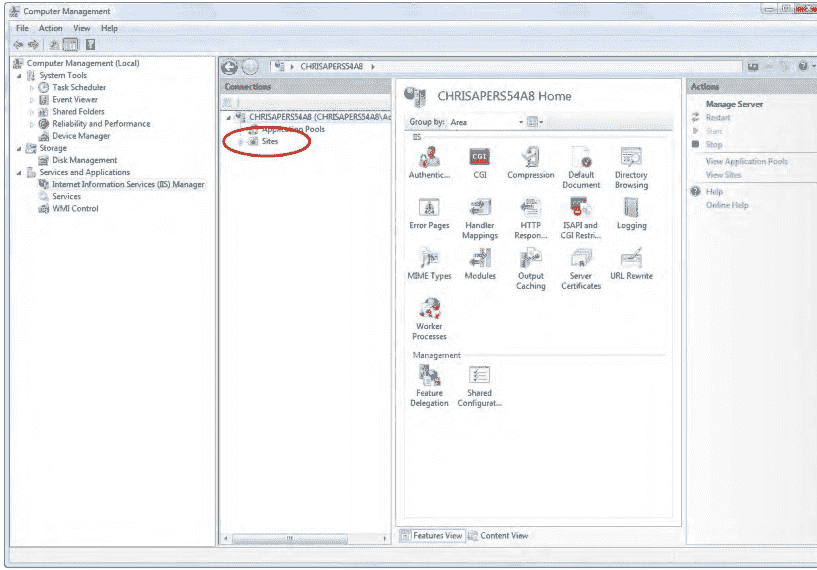 Computer Management
File Action View Help
Computer Management (Local)
System Tools
Task Scheduler
Event Viewer
Shared Folders
Reliability and Performance
Device Manager
Storage
Disk Management
Services and Applications
Internet Information Services (IIS) Manager
Services
WMI Control
CHRISAPERS54A8
Connections
CHRISAPERS54A8 (CHRISAPERS54A8\Ac
Application Pools
Sites
CHRISAPERS54A8 Home
Group by: Area
IIS
Authentic... CGI Compression Default Document Directory Browsing
Error Pages Handler Mappings HTTP Respon... ISAPI and CGI Restri... Logging
MIME Types Modules Output Caching Server Certificates URL Rewrite
Worker Processes
Management
Feature Delegation Shared Configurat...
Features View Content View
Actions
Manage Server
Restart
Start
Stop
View Application Pools
View Sites
Help
Online Help